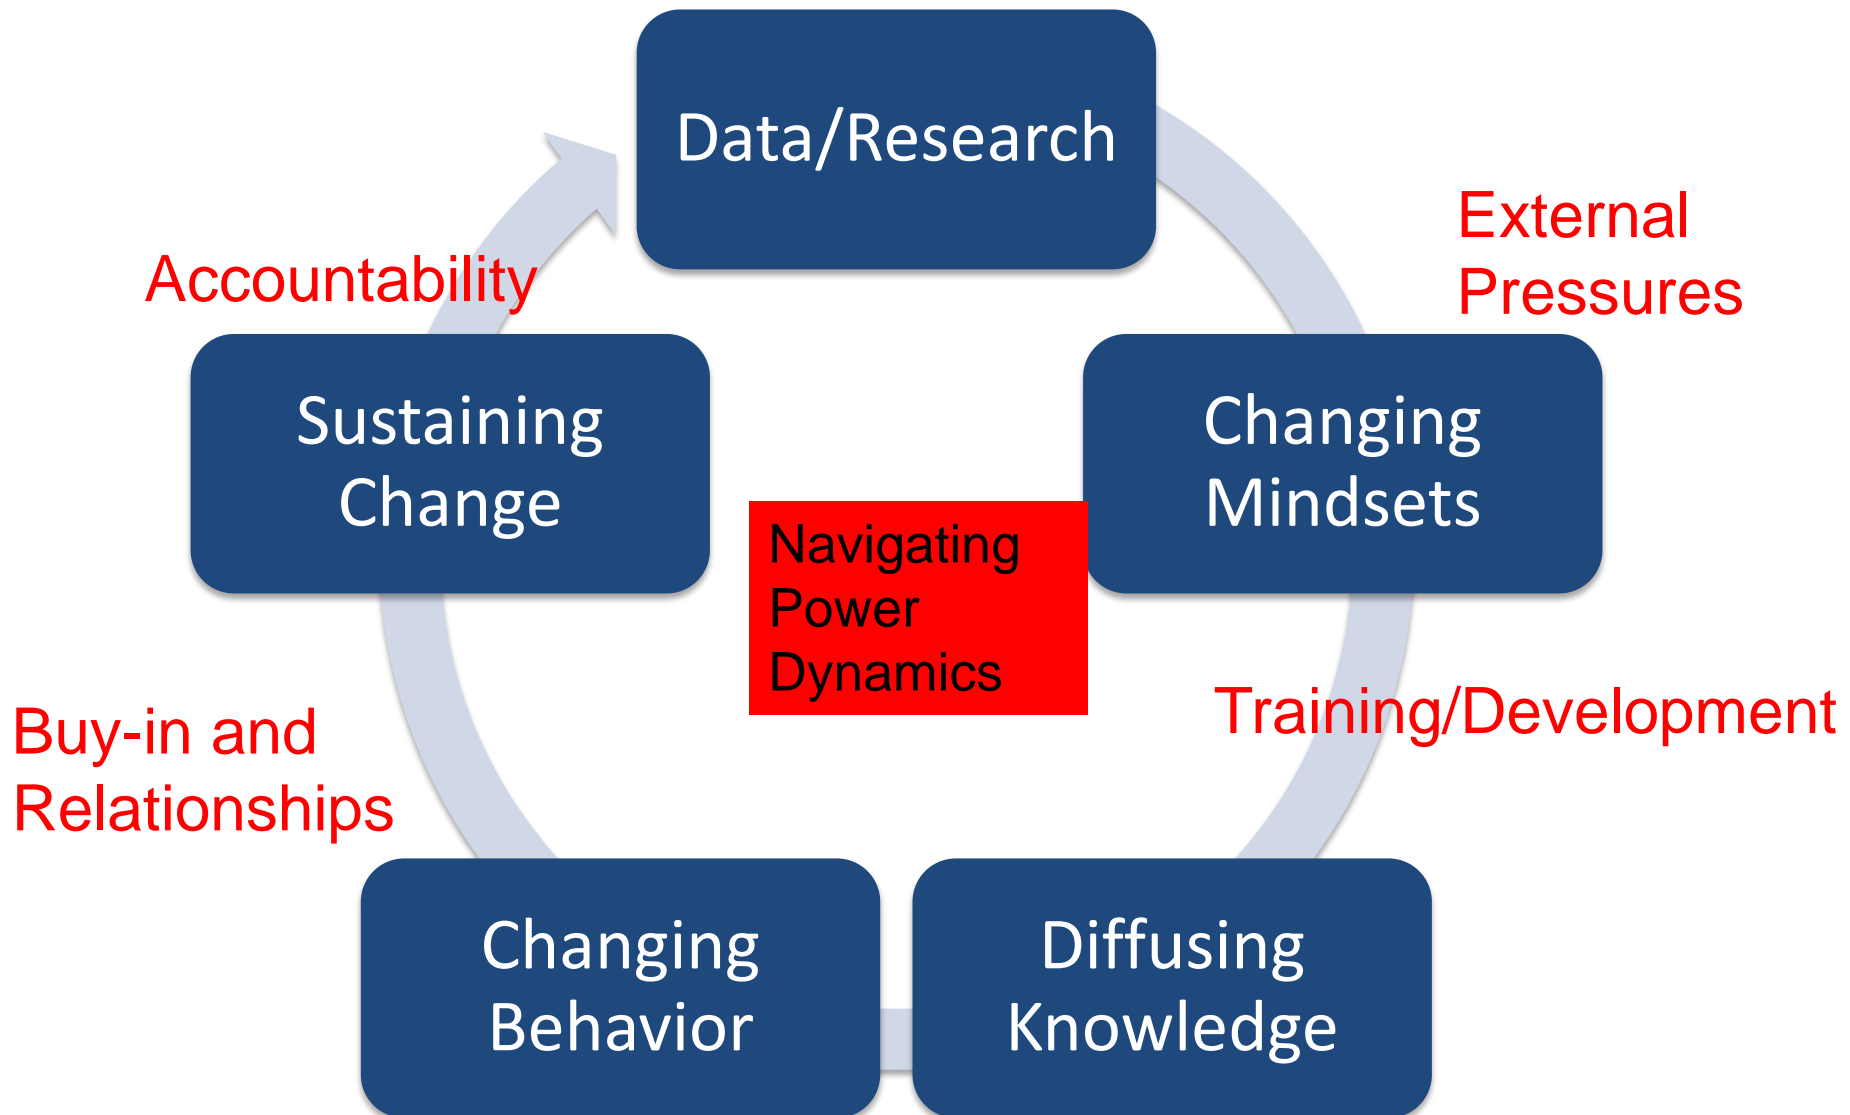 Data/Research
External
Pressures
Changing
Mindsets
Training/Development
Diffusing
Knowledge
Changing
Behavior
Buy-in and
Relationships
Sustaining
Change
Accountability
Navigating
Power
Dynamics